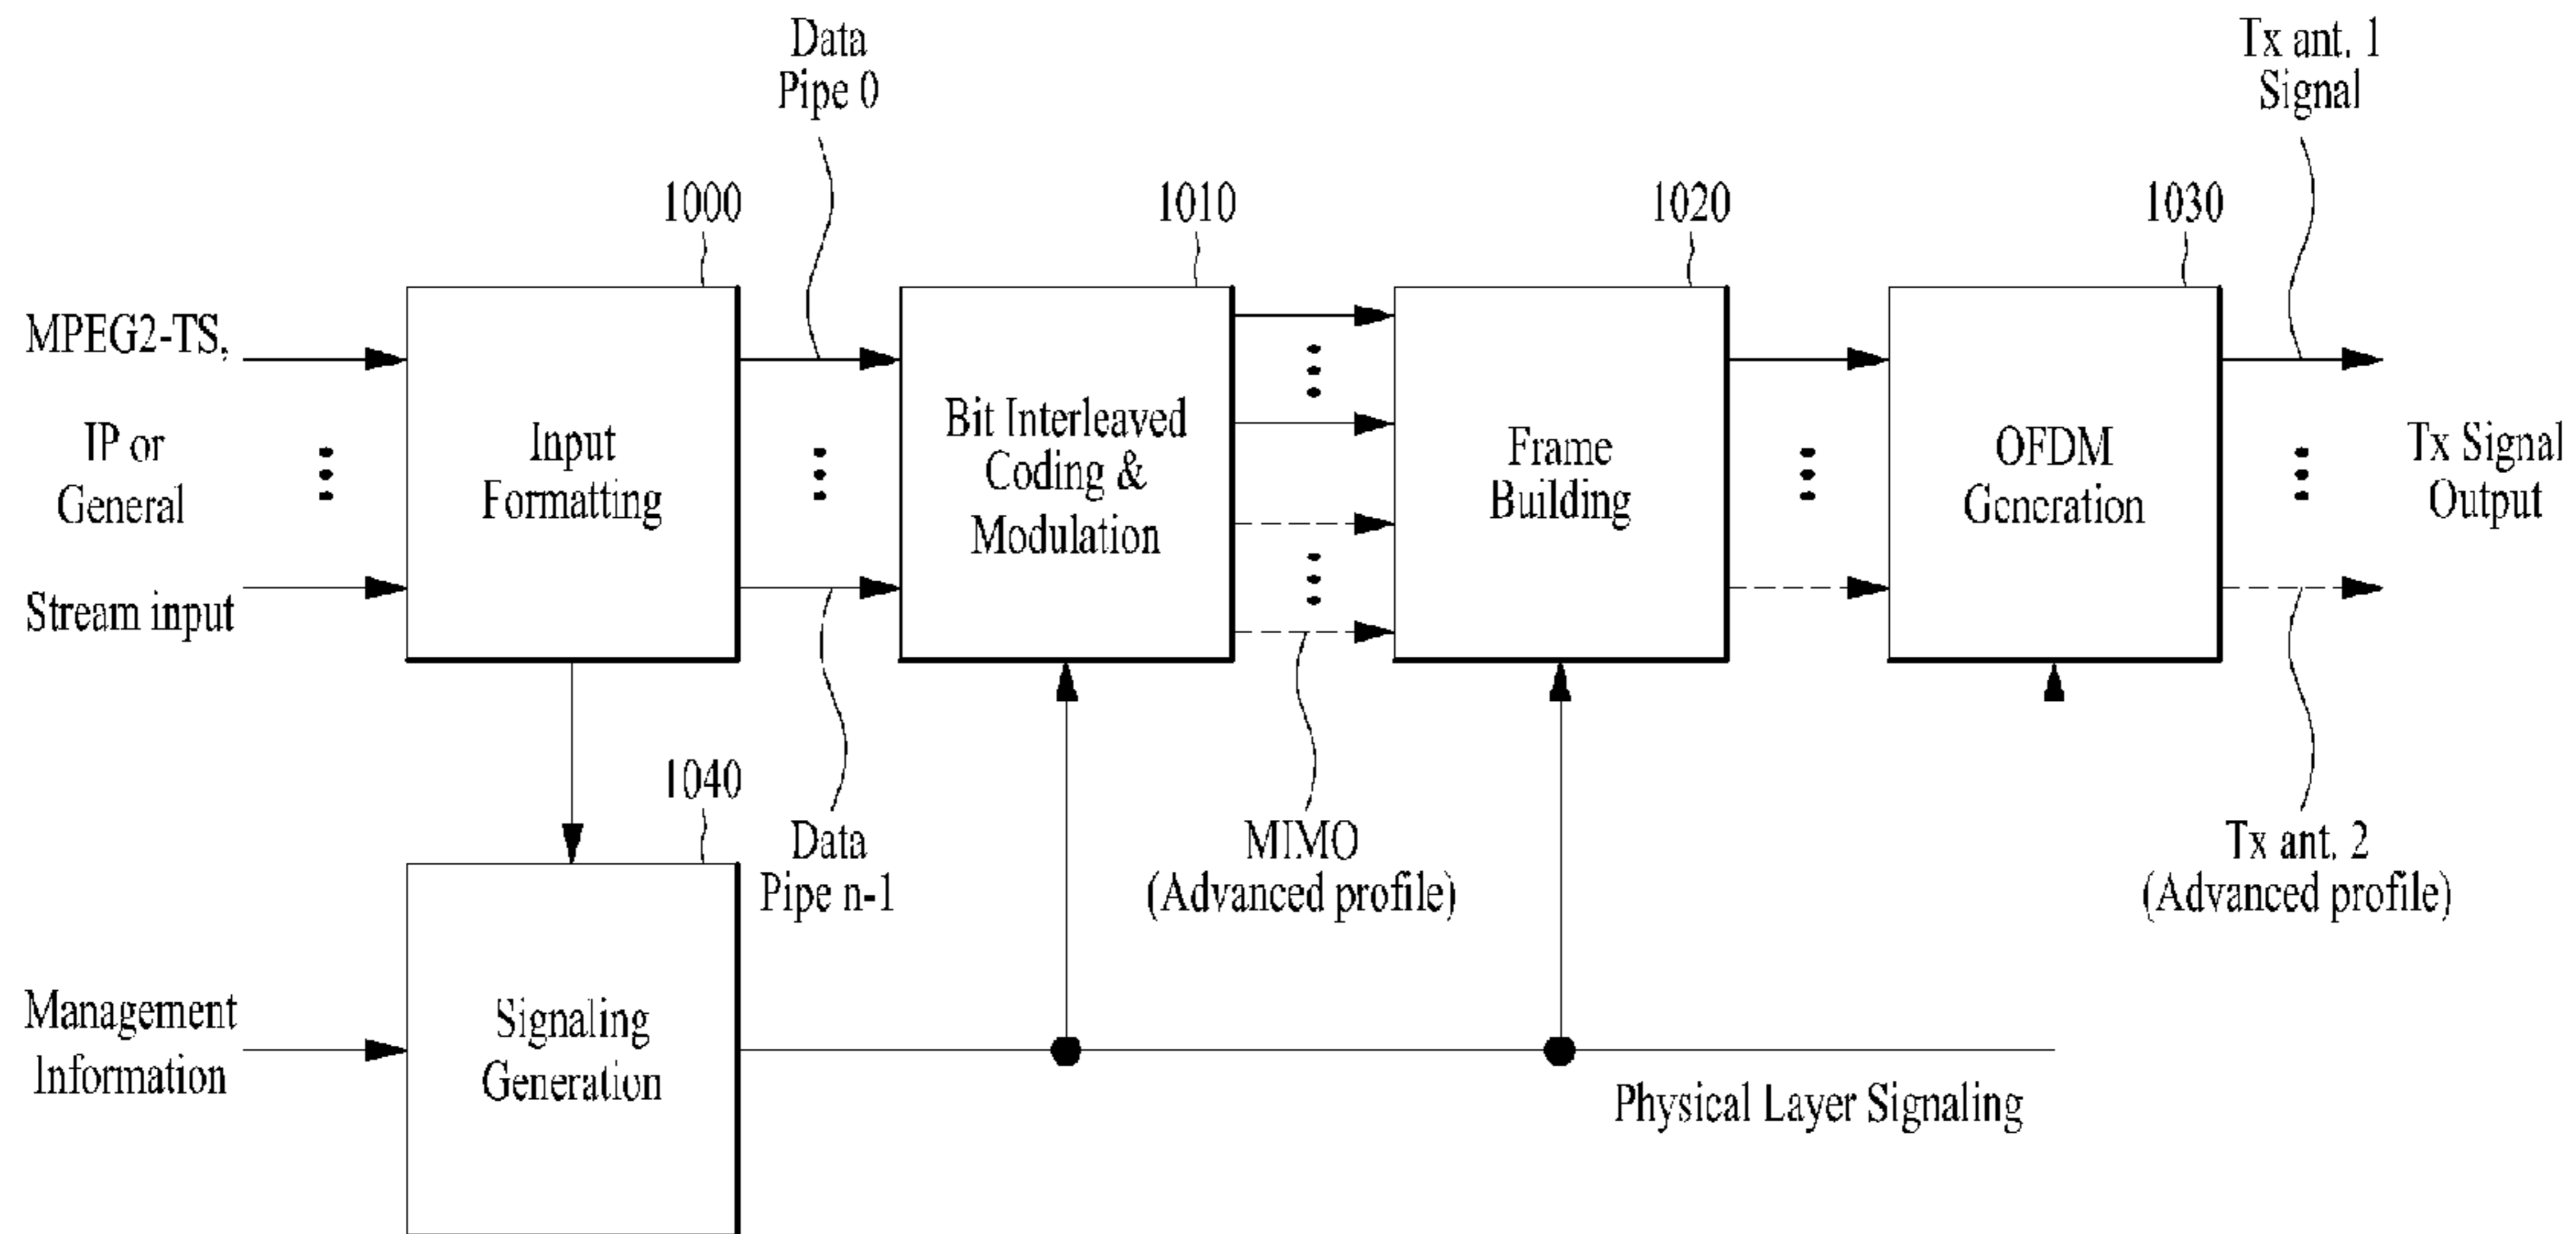 Data
Pipe 0
Tx ant. 1
Signal
1000
1010
1020
1030
MPEG2-TS,
IP or
General
Stream input
Input
Formatting
Bit Interleaved
Coding &
Modulation
Frame
Building
OFDM
Generation
Tx Signal
Output
1040
Data
Pipe n-1
MIMO
(Advanced profile)
Tx ant. 2
(Advanced profile)
Management
Information
Signaling
Generation
Physical Layer Signaling